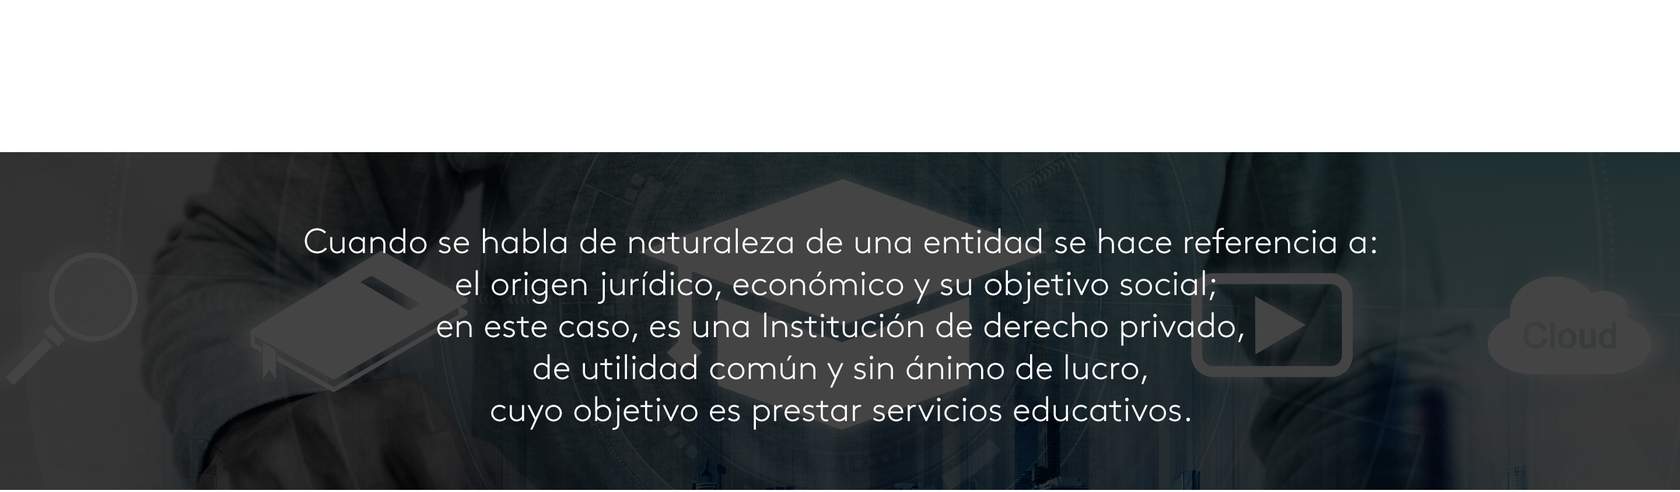 Cuando se habla de naturaleza de una entidad se hace referencia a:
el origen jurídico, económico y su objetivo social;
en este caso, es una Institución de derecho privado,
de utilidad común y sin ánimo de lucro,
cuyo objetivo es prestar servicios educativos.
Cloud